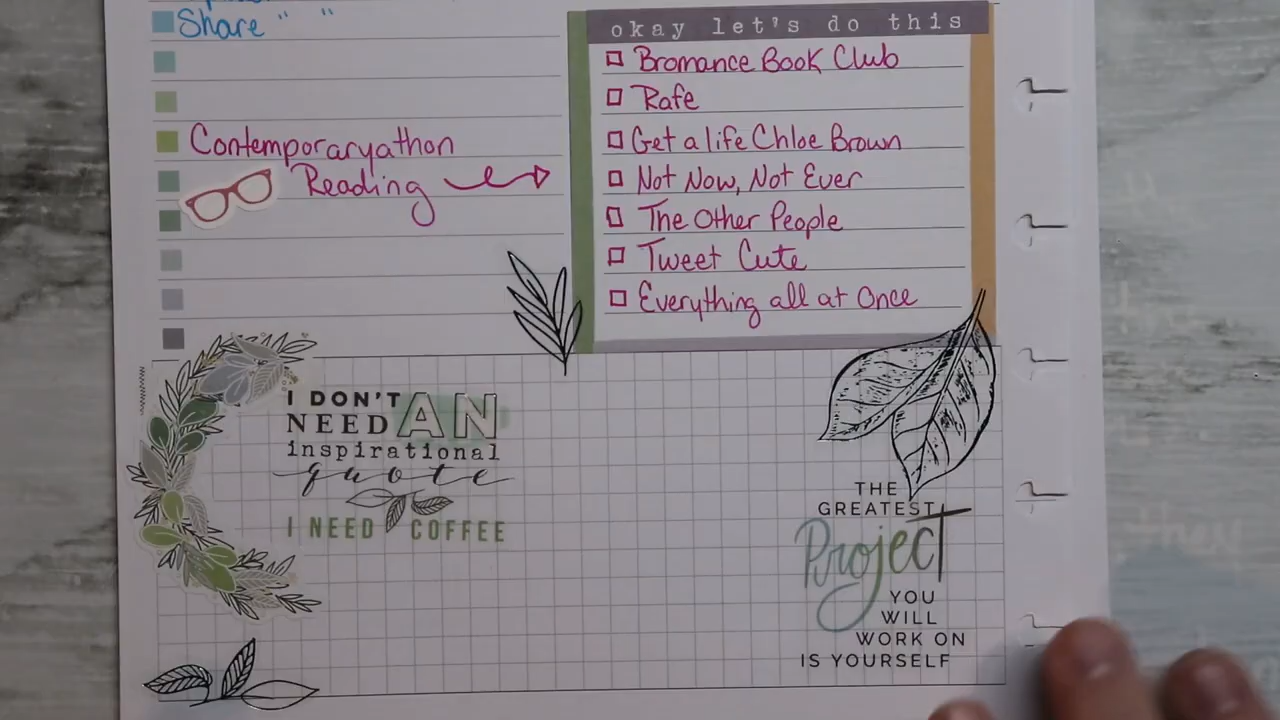 Share " "
Contemporaryathon
Reading
okay let's do this
Bromance Book Club
Rafe
Get a life Chloe Brown
Not Now, Not Ever
The Other People
Tweet Cute
Everything all at Once
I DON'T
NEED AN
inspirational
quote
I NEED COFFEE
THE
GREATEST
Project
YOU
WILL
WORK ON
IS YOURSELF